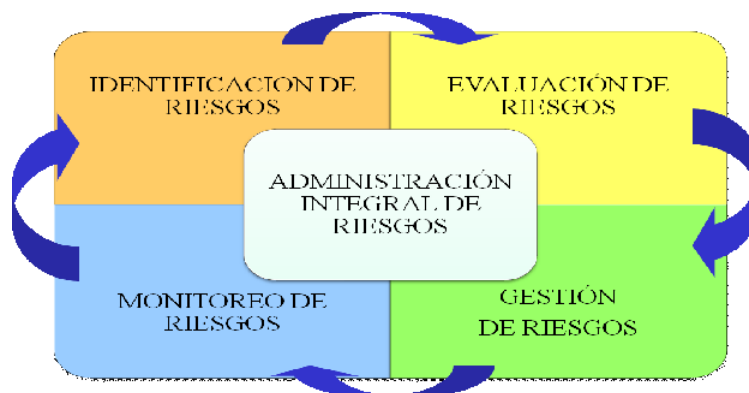 IDENTIFICACION DE
RIESGOS
EVALUACIÓN DE
RIESGOS
ADMINISTRACIÓN
INTEGRAL DE
RIESGOS
MONITOREO DE
RIESGOS
GESTIÓN
DE RIESGOS